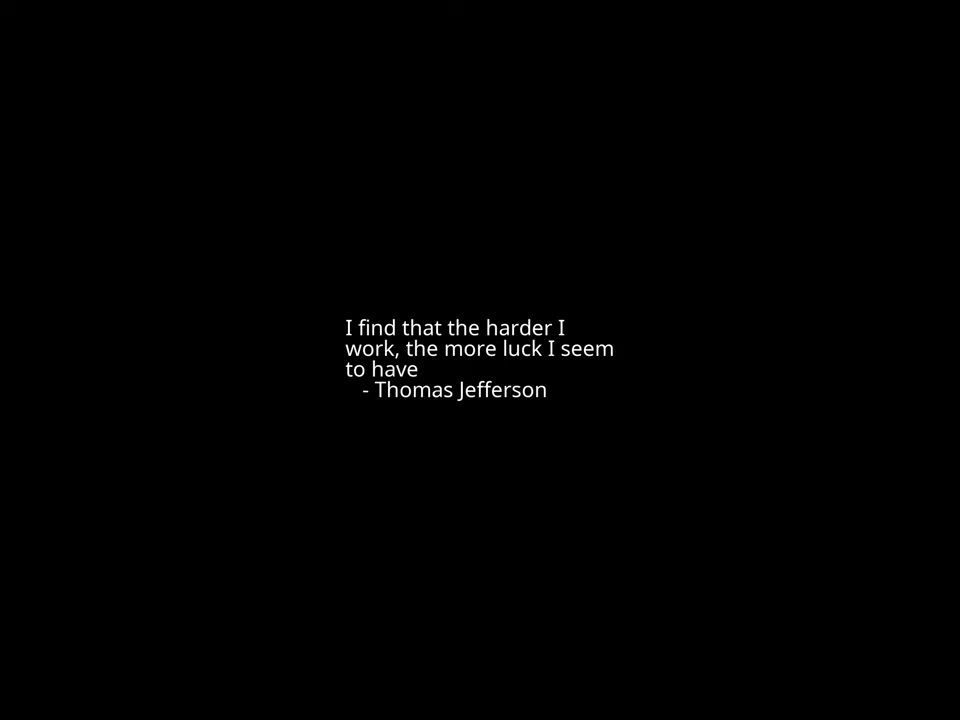 I find that the harder I
work, the more luck I seem
to have
- Thomas Jefferson